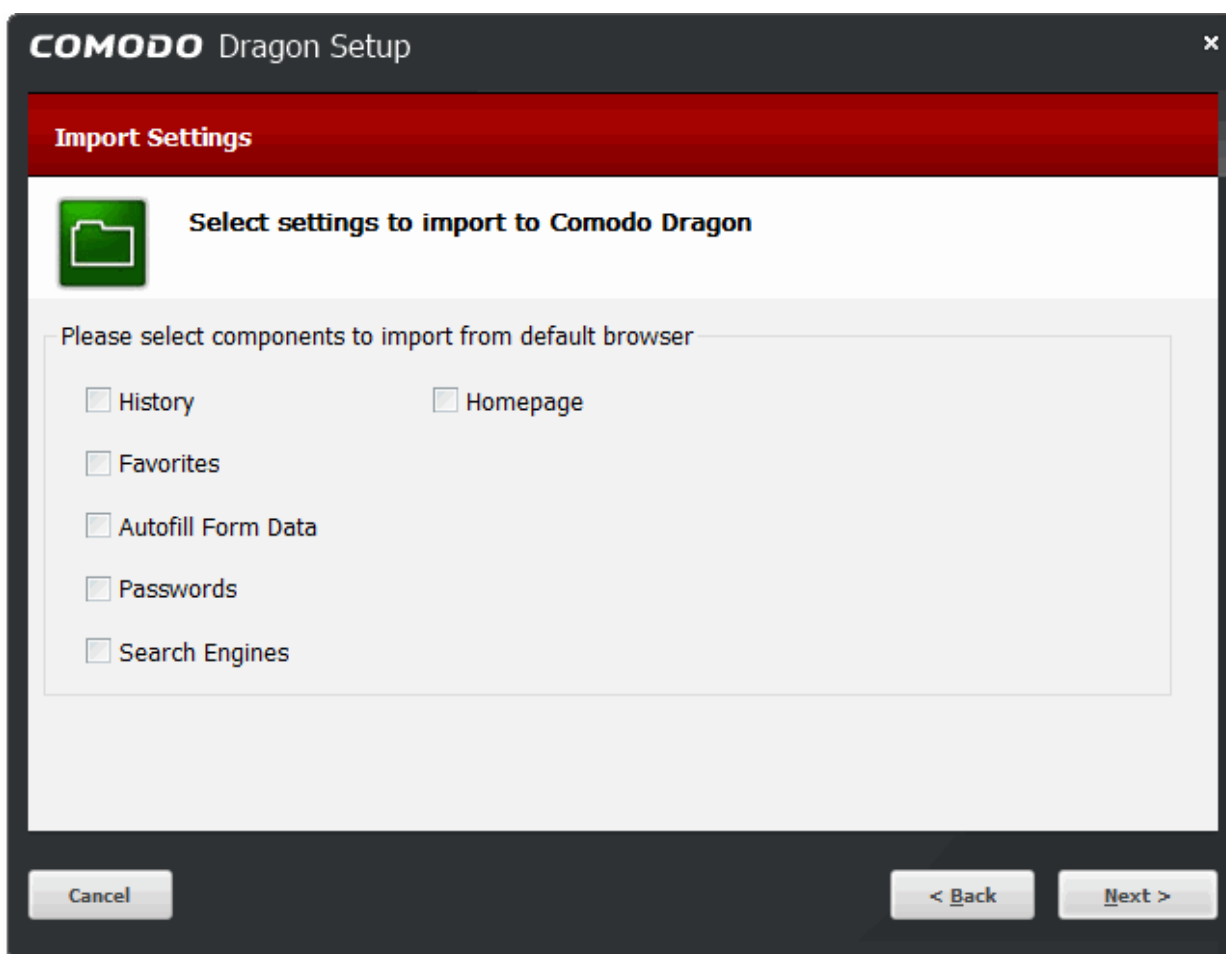 COMODO Dragon Setup
Import Settings
Select settings to import to Comodo Dragon
Please select components to import from default browser
History
Homepage
Favorites
Autofill Form Data
Passwords
Search Engines
Cancel
< Back
Next >